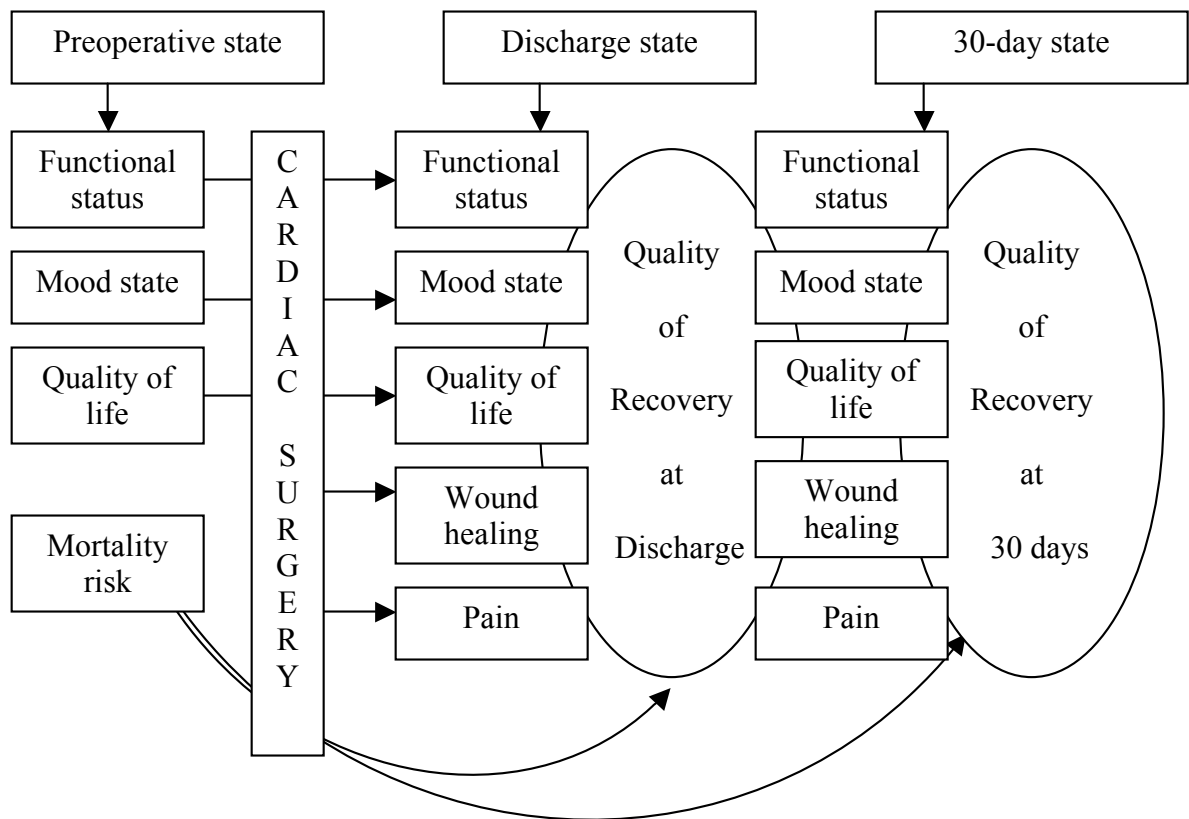 Preoperative state
Discharge state
30-day state
Functional
status
Mood state
Quality of
life
Mortality
risk
CARDIAC SURGERY
Functional
status
Mood state
Quality of
life
Wound
healing
Pain
Quality
of
Recovery
at
Discharge
Functional
status
Mood state
Quality of
life
Wound
healing
Pain
Quality
of
Recovery
at
30 days